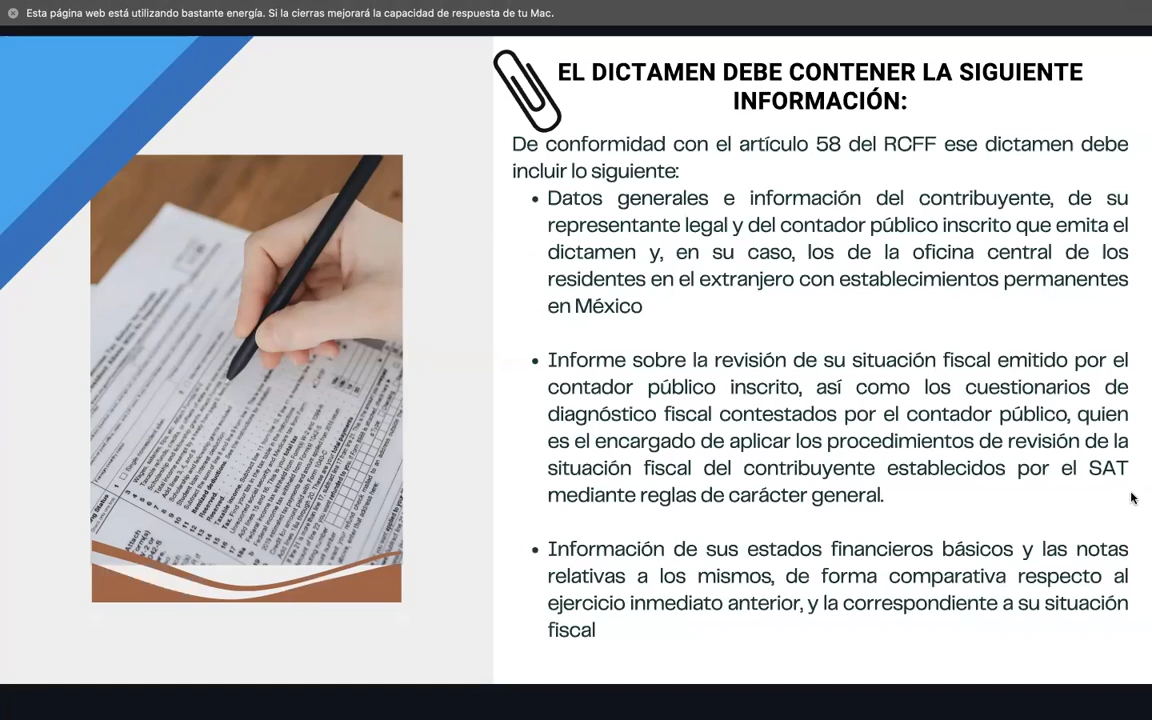 Esta página web está utilizando bastante energía. Si la cierras mejorará la capacidad de respuesta de tu Mac.
EL DICTAMEN DEBE CONTENER LA SIGUIENTE
INFORMACIÓN:
De conformidad con el artículo 58 del RCFF ese dictamen debe
incluir lo siguiente:
• Datos generales e información del contribuyente, de su
representante legal y del contador público inscrito que emita el
dictamen y, en su caso, los de la oficina central de los
residentes en el extranjero con establecimientos permanentes
en México
• Informe sobre la revisión de su situación fiscal emitido por el
contador público inscrito, así como los cuestionarios de
diagnóstico fiscal contestados por el contador público, quien
es el encargado de aplicar los procedimientos de revisión de la
situación fiscal del contribuyente establecidos por el SAT
mediante reglas de carácter general.
• Información de sus estados financieros básicos y las notas
relativas a los mismos, de forma comparativa respecto al
ejercicio inmediato anterior, y la correspondiente a su situación
fiscal